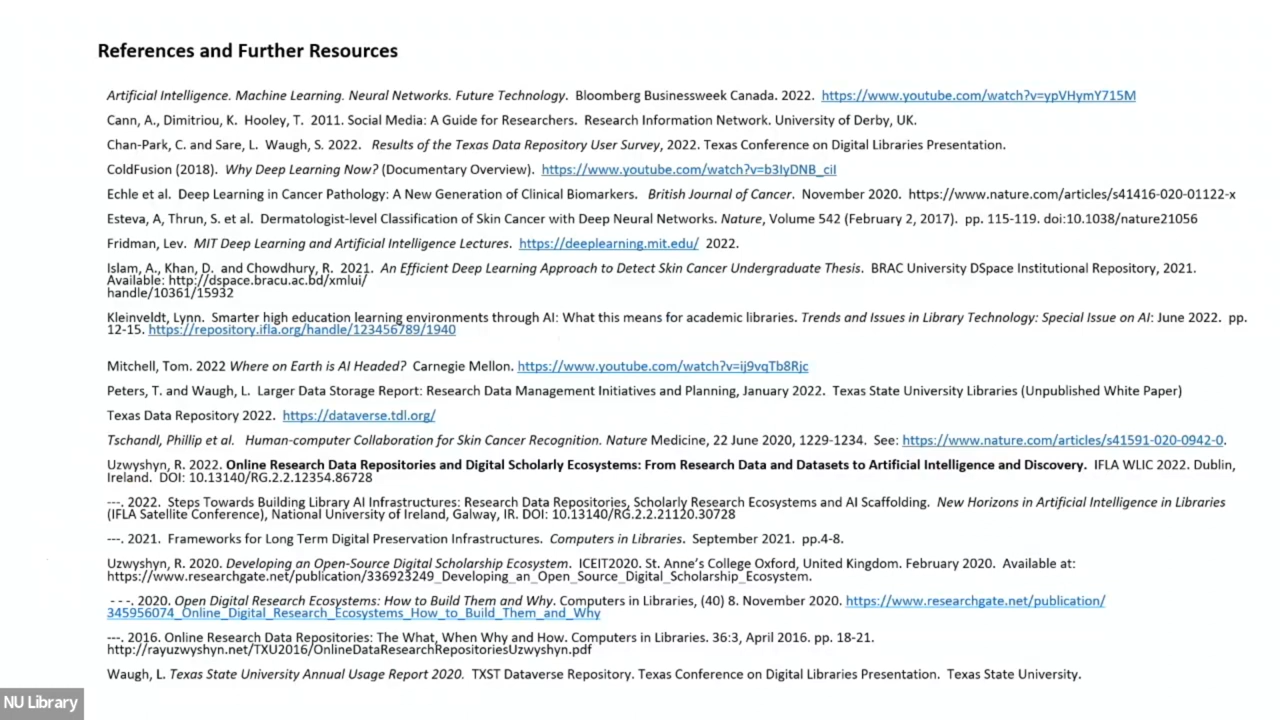 References and Further Resources
Artificial Intelligence. Machine Learning. Neural Networks. Future Technology. Bloomberg Businessweek Canada. 2022. https://www.youtube.com/watch?v=ypVHymY715M
Cann, A., Dimitriou, K. Hooley, T. 2011. Social Media: A Guide for Researchers. Research Information Network. University of Derby, UK.
Chan-Park, C. and Sare, L. Waugh, S. 2022. Results of the Texas Data Repository User Survey, 2022. Texas Conference on Digital Libraries Presentation.
ColdFusion (2018). Why Deep Learning Now? (Documentary Overview). https://www.youtube.com/watch?v=b3IyDNB_ciI
Echle et al. Deep Learning in Cancer Pathology: A New Generation of Clinical Biomarkers. British Journal of Cancer. November 2020. https://www.nature.com/articles/s41416-020-01122-x
Esteva, A, Thrun, S. et al. Dermatologist-level Classification of Skin Cancer with Deep Neural Networks. Nature, Volume 542 (February 2, 2017). pp. 115-119. doi:10.1038/nature21056
Fridman, Lev. MIT Deep Learning and Artificial Intelligence Lectures. https://deeplearning.mit.edu/ 2022.
Islam, A., Khan, D. and Chowdhury, R. 2021. An Efficient Deep Learning Approach to Detect Skin Cancer Undergraduate Thesis. BRAC University DSpace Institutional Repository, 2021.
Available: http://dspace.bracu.ac.bd/xmlui/
handle/10361/15932
Kleinveldt, Lynn. Smarter high education learning environments through AI: What this means for academic libraries. Trends and Issues in Library Technology: Special Issue on AI: June 2022. pp.
12-15. https://repository.ifla.org/handle/123456789/1940
Mitchell, Tom. 2022 Where on Earth is AI Headed? Carnegie Mellon. https://www.youtube.com/watch?v=ij9vqTb8Rjc
Peters, T. and Waugh, L. Larger Data Storage Report: Research Data Management Initiatives and Planning, January 2022. Texas State University Libraries (Unpublished White Paper)
Texas Data Repository 2022. https://dataverse.tdl.org/
Tschandl, Phillip et al. Human-computer Collaboration for Skin Cancer Recognition. Nature Medicine, 22 June 2020, 1229-1234. See: https://www.nature.com/articles/s41591-020-0942-0.
Uzwyshyn, R. 2022. Online Research Data Repositories and Digital Scholarly Ecosystems: From Research Data and Datasets to Artificial Intelligence and Discovery. IFLA WLIC 2022. Dublin,
Ireland. DOI: 10.13140/RG.2.2.12354.86728
---. 2022. Steps Towards Building Library AI Infrastructures: Research Data Repositories, Scholarly Research Ecosystems and AI Scaffolding. New Horizons in Artificial Intelligence in Libraries
(IFLA Satellite Conference), National University of Ireland, Galway, IR. DOI: 10.13140/RG.2.2.21120.30728
---. 2021. Frameworks for Long Term Digital Preservation Infrastructures. Computers in Libraries. September 2021. pp.4-8.
Uzwyshyn, R. 2020. Developing an Open-Source Digital Scholarship Ecosystem. ICEIT2020. St. Anne's College Oxford, United Kingdom. February 2020. Available at:
https://www.researchgate.net/publication/336923249_Developing_an_Open_Source_Digital_Scholarship_Ecosystem.
- - -. 2020. Open Digital Research Ecosystems: How to Build Them and Why. Computers in Libraries, (40) 8. November 2020. https://www.researchgate.net/publication/
345956074_Online_Digital_Research_Ecosystems_How_to_Build_Them_and_Why
---. 2016. Online Research Data Repositories: The What, When Why and How. Computers in Libraries. 36:3, April 2016. pp. 18-21.
http://rayuzwyshyn.net/TXU2016/OnlineDataResearchRepositoriesUzwyshyn.pdf
Waugh, L. Texas State University Annual Usage Report 2020. TXST Dataverse Repository. Texas Conference on Digital Libraries Presentation. Texas State University.
NU Library